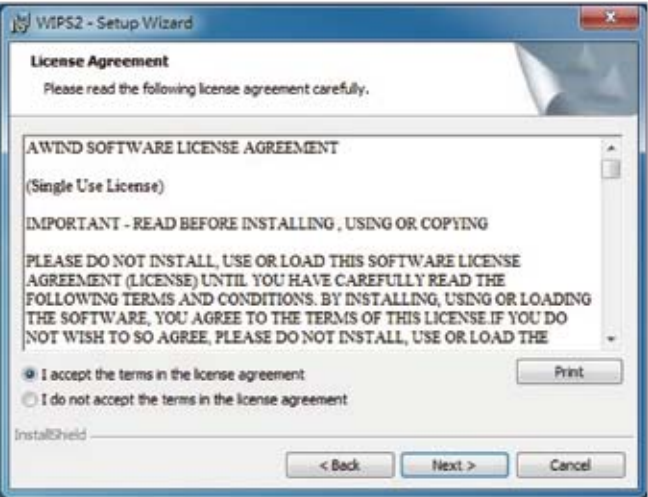 WIPS2 - Setup Wizard
License Agreement
Please read the following license agreement carefully.
AWIND SOFTWARE LICENSE AGREEMENT
(Single Use License)
IMPORTANT - READ BEFORE INSTALLING , USING OR COPYING
PLEASE DO NOT INSTALL, USE OR LOAD THIS SOFTWARE LICENSE
AGREEMENT (LICENSE) UNTIL YOU HAVE CAREFULLY READ THE
FOLLOWING TERMS AND CONDITIONS. BY INSTALLING, USING OR LOADING
THE SOFTWARE, YOU AGREE TO THE TERMS OF THIS LICENSE.IF YOU DO
NOT WISH TO SO AGREE, PLEASE DO NOT INSTALL, USE OR LOAD THE
I accept the terms in the license agreement
Print
I do not accept the terms in the license agreement
InstallShield
< Back
Next >
Cancel